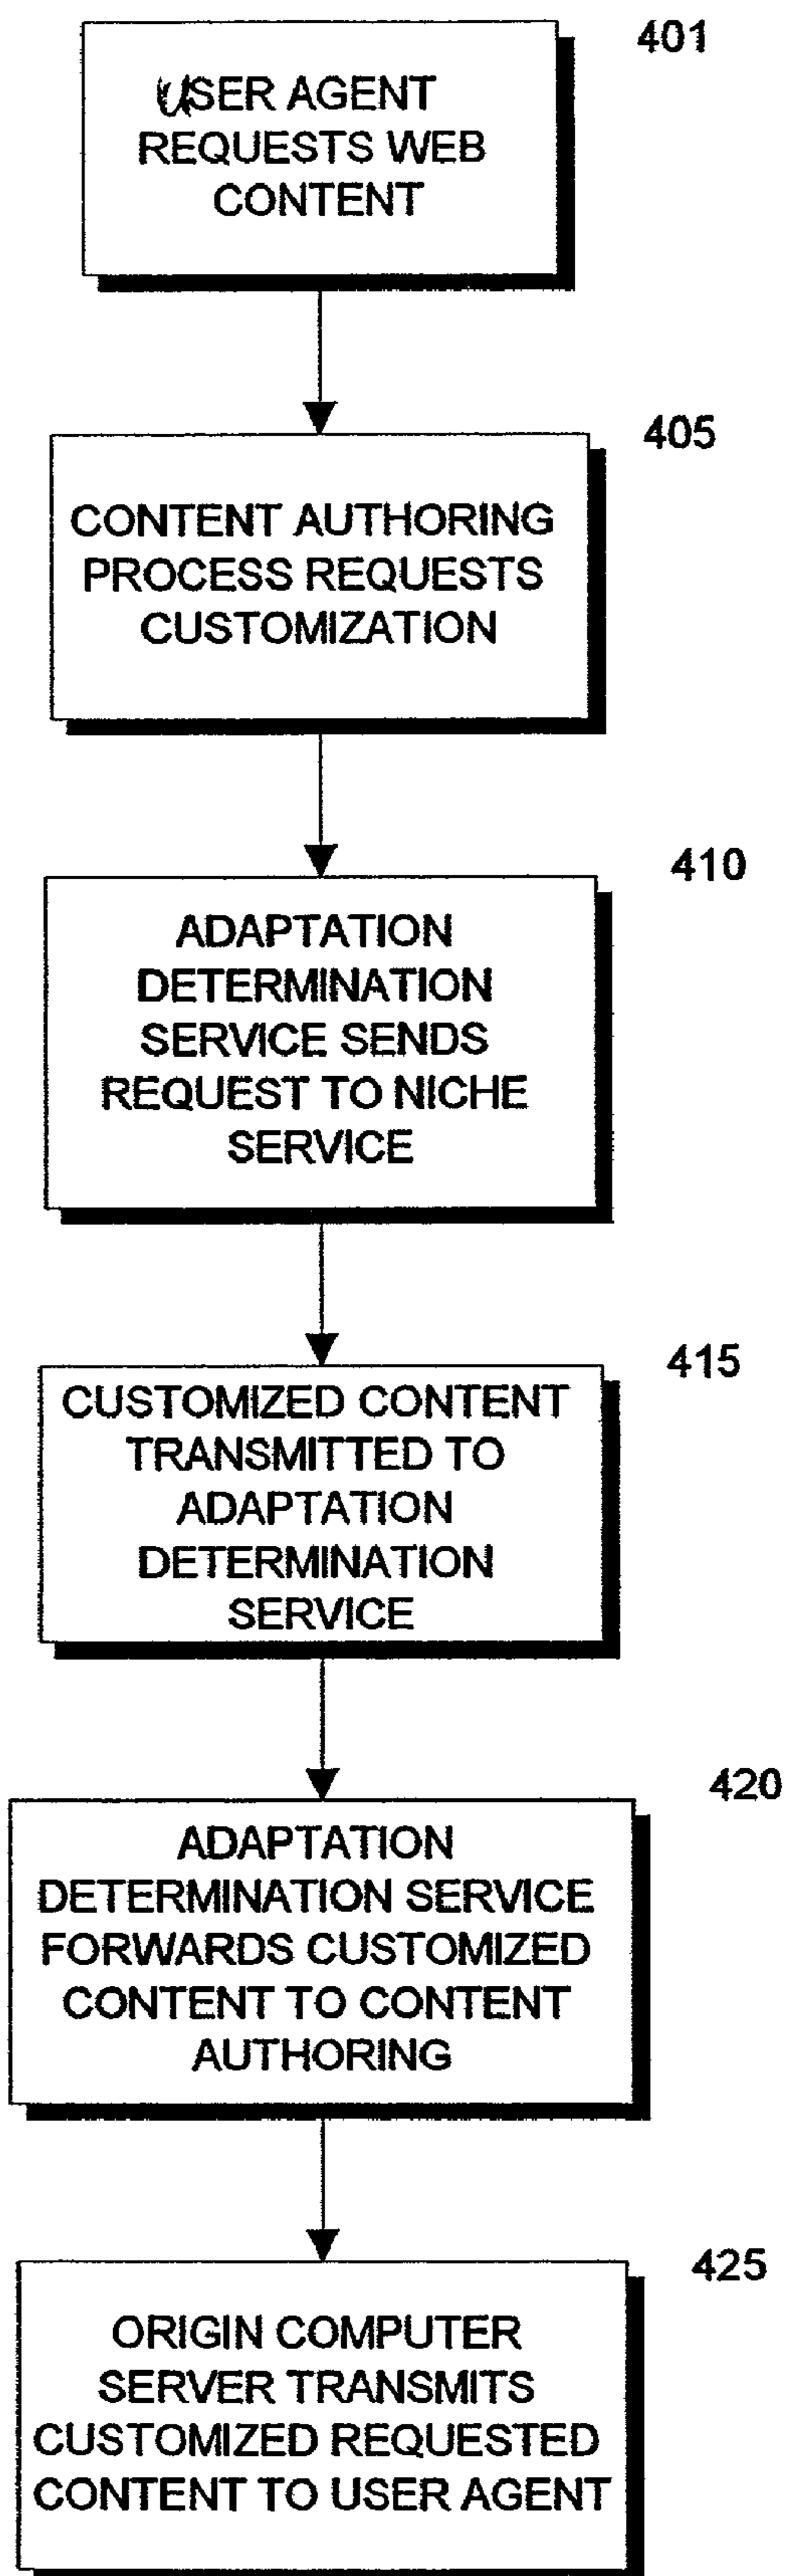 401
USER AGENT
REQUESTS WEB
CONTENT
405
CONTENT AUTHORING
PROCESS REQUESTS
CUSTOMIZATION
410
ADAPTATION
DETERMINATION
SERVICE SENDS
REQUEST TO NICHE
SERVICE
415
CUSTOMIZED CONTENT
TRANSMITTED TO
ADAPTATION
DETERMINATION
SERVICE
420
ADAPTATION
DETERMINATION SERVICE
FORWARDS CUSTOMIZED
CONTENT TO CONTENT
AUTHORING
425
ORIGIN COMPUTER
SERVER TRANSMITS
CUSTOMIZED REQUESTED
CONTENT TO USER AGENT